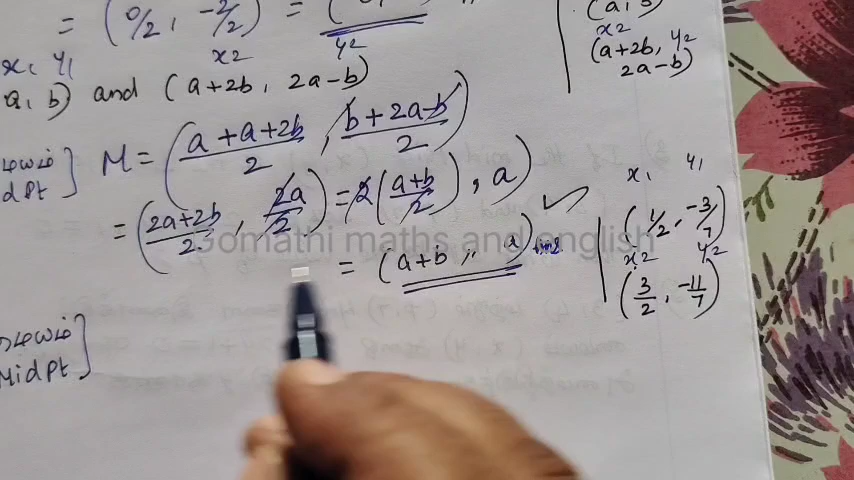 = (0/2, -2/2) =
x1 y1 x2 y2
a, b) and (a+2b, 2a-b)
M = (a+a+2b/2, b+2a-b/2)
= (2a+2b/2, 2a/2) = 2(a+b/2), a)
= (a+b,
Gomathi maths and english
x2 y2
(a+2b,
2a-b)
x1 y1
(1/2, -3/7)
x2 y2
(3/2, -11/7)
MidPt]